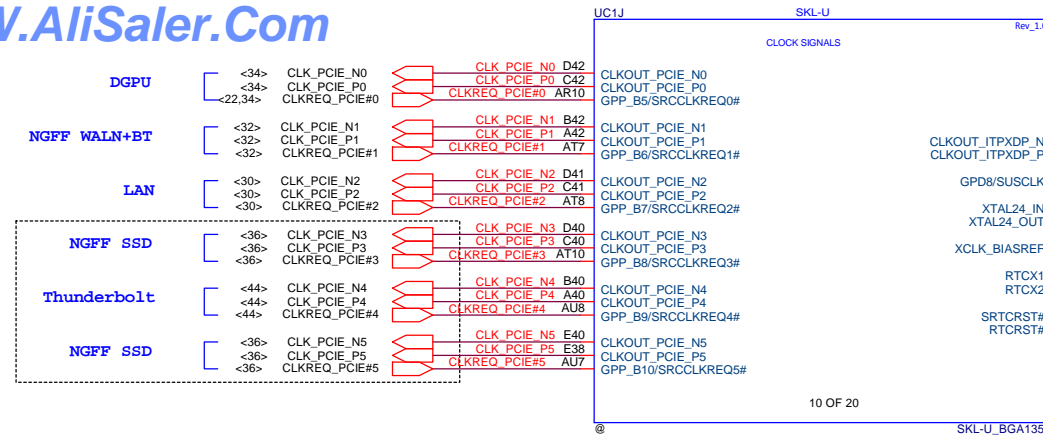 W.AliSaler.Com
UC1J
SKL-U
CLOCK SIGNALS
DGPU
<34> CLK_PCIE_N0 CLK_PCIE_N0 D42 CLKOUT_PCIE_N0
<34> CLK_PCIE_P0 CLK_PCIE_P0 C42 CLKOUT_PCIE_P0
<22,34> CLKREQ_PCIE#0 CLKREQ_PCIE#0 AR10 GPP_B5/SRCCLKREQ0#
NGFF WALN+BT
<32> CLK_PCIE_N1 CLK_PCIE_N1 B42 CLKOUT_PCIE_N1
<32> CLK_PCIE_P1 CLK_PCIE_P1 A42 CLKOUT_PCIE_P1
<32> CLKREQ_PCIE#1 CLKREQ_PCIE#1 AT7 GPP_B6/SRCCLKREQ1#
LAN
<30> CLK_PCIE_N2 CLK_PCIE_N2 D41 CLKOUT_PCIE_N2
<30> CLK_PCIE_P2 CLK_PCIE_P2 C41 CLKOUT_PCIE_P2
<30> CLKREQ_PCIE#2 CLKREQ_PCIE#2 AT8 GPP_B7/SRCCLKREQ2#
NGFF SSD
<36> CLK_PCIE_N3 CLK_PCIE_N3 D40 CLKOUT_PCIE_N3
<36> CLK_PCIE_P3 CLK_PCIE_P3 C40 CLKOUT_PCIE_P3
<36> CLKREQ_PCIE#3 CLKREQ_PCIE#3 AT10 GPP_B8/SRCCLKREQ3#
Thunderbolt
<44> CLK_PCIE_N4 CLK_PCIE_N4 B40 CLKOUT_PCIE_N4
<44> CLK_PCIE_P4 CLK_PCIE_P4 A40 CLKOUT_PCIE_P4
<44> CLKREQ_PCIE#4 CLKREQ_PCIE#4 AU8 GPP_B9/SRCCLKREQ4#
NGFF SSD
<36> CLK_PCIE_N5 CLK_PCIE_N5 E40 CLKOUT_PCIE_N5
<36> CLK_PCIE_P5 CLK_PCIE_P5 E38 CLKOUT_PCIE_P5
<36> CLKREQ_PCIE#5 CLKREQ_PCIE#5 AU7 GPP_B10/SRCCLKREQ5#
CLKOUT_ITPXDP_N
CLKOUT_ITPXDP_P
GPD8/SUSCLK
XTAL24_IN
XTAL24_OUT
XCLK_BIASREF
RTCX1
RTCX2
SRTCRST#
RTCRST#
10 OF 20
@
SKL-U_BGA135